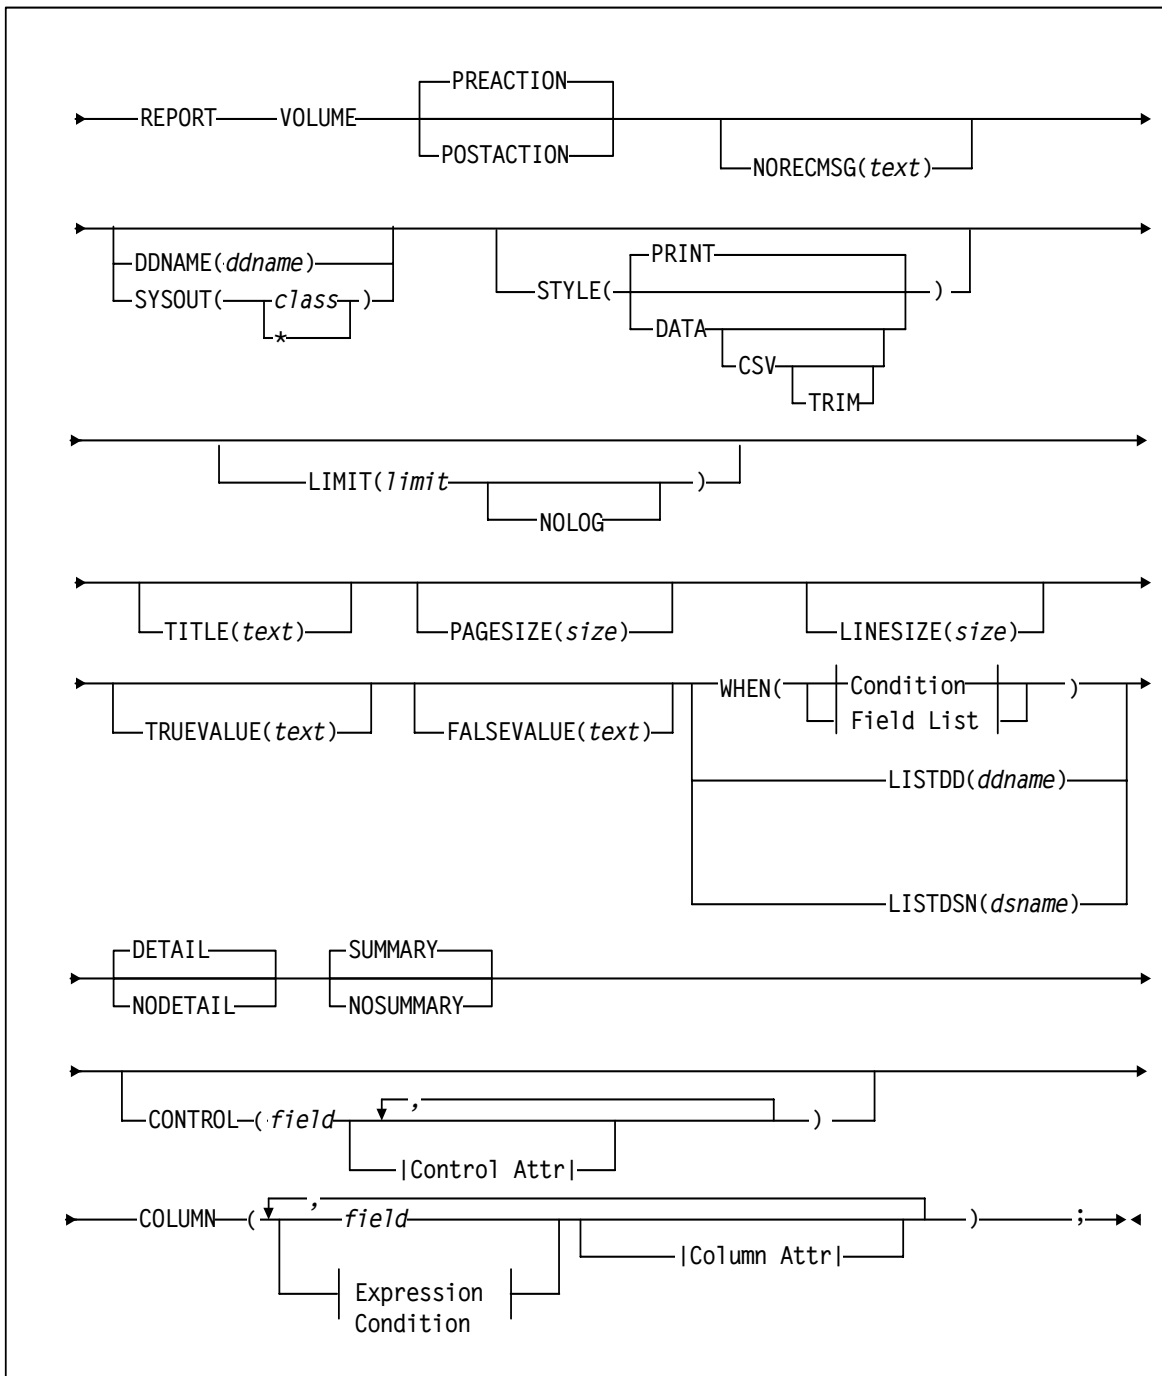 PREACTION
REPORT VOLUME
POSTACTION
NORECMSG(text)
DDNAME(ddname)
SYSOUT( class )
*
PRINT
STYLE( )
DATA
CSV
TRIM
LIMIT(limit )
NOLOG
TITLE(text) PAGESIZE(size) LINESIZE(size)
WHEN( Condition )
Field List
TRUEVALUE(text) FALSEVALUE(text)
LISTDD(ddname)
LISTDSN(dsname)
DETAIL SUMMARY
NODETAIL NOSUMMARY
,
CONTROL (field )
|Control Attr|
,
COLUMN ( field ) ;
|Column Attr|
Expression
Condition